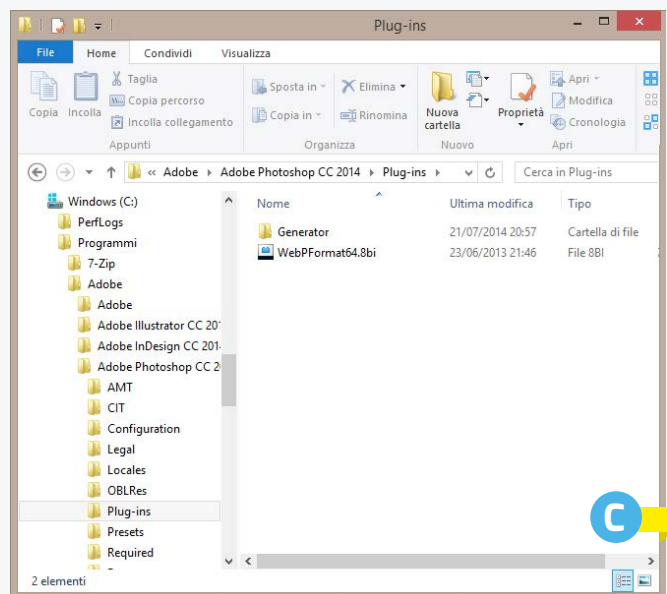 Plug-ins
File Home Condividi Visualizza
Copia
Incolla
Taglia
Copia percorso
Incolla collegamento
Appunti
Sposta in
Copia in
Elimina
Rinomina
Organizza
Nuova
cartella
Nuovo
Proprietà
Apri
Modifica
Cronologia
Apri
« Adobe Adobe Photoshop CC 2014 Plug-ins
Cerca in Plug-ins
Windows (C:)
PerfLogs
Programmi
7-Zip
Adobe
Adobe
Adobe Illustrator CC 201
Adobe InDesign CC 201
Adobe Photoshop CC 2
AMT
CIT
Configuration
Legal
Locales
OBLRes
Plug-ins
Presets
Required
Nome Ultima modifica Tipo
Generator 21/07/2014 20:57 Cartella di file
WebPFormat64.8bi 23/06/2013 21:46 File 8BI
C
2 elementi